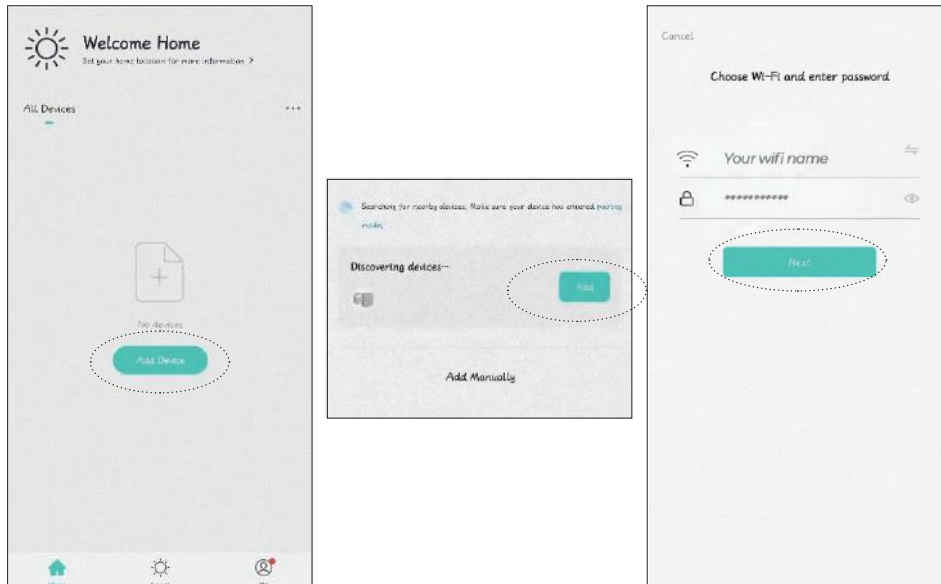 Welcome Home
Set your home location for more information >
All Devices
No devices
Add Device
Searching for nearby devices. Make sure your device has entered pairing
mode.
Discovering devices...
Add
Add Manually
Cancel
Choose Wi-Fi and enter password
Your wifi name
***********
Next